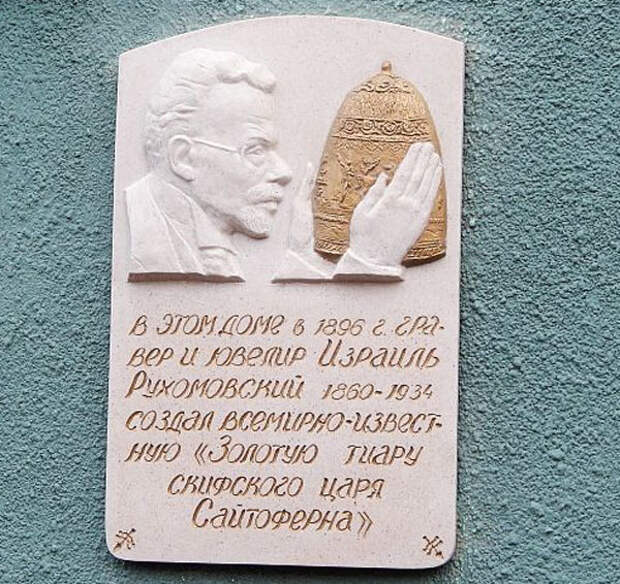 В ЭТОМ ДОМЕ В 1896 Г. ГРА-
ВЕР И ЮВЕЛИР ИЗРАИЛЬ
РУХОМОВСКИЙ 1860-1934
СОЗДАЛ ВСЕМИРНО-ИЗВЕСТ-
НУЮ «ЗОЛОТУЮ ТИАРУ
СКИФСКОГО ЦАРЯ
САЙТОФЕРНА»